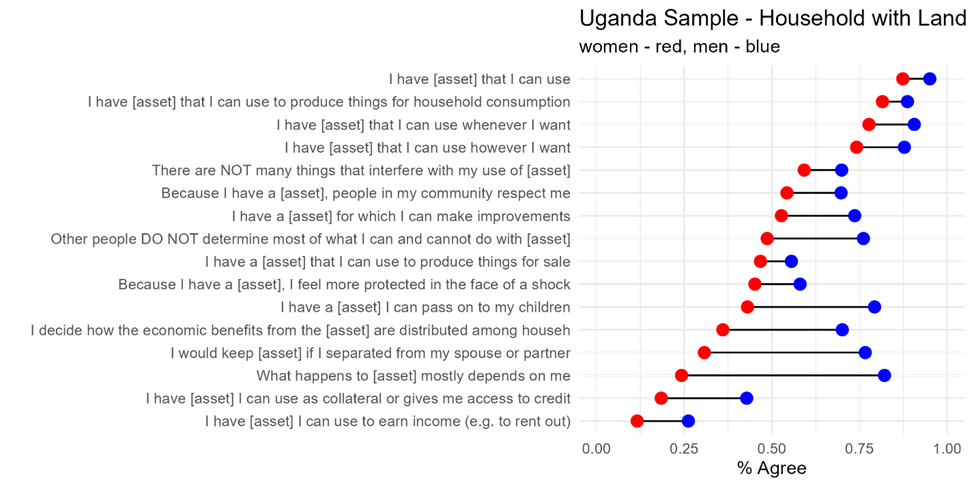 Uganda Sample - Household with Land
women - red, men - blue
I have [asset] that I can use
I have [asset] that I can use to produce things for household consumption
I have [asset] that I can use whenever I want
I have [asset] that I can use however I want
There are NOT many things that interfere with my use of [asset]
Because I have a [asset], people in my community respect me
I have a [asset] for which I can make improvements
Other people DO NOT determine most of what I can and cannot do with [asset]
I have a [asset] that I can use to produce things for sale
Because I have a [asset], I feel more protected in the face of a shock
I have a [asset] I can pass on to my children
I decide how the economic benefits from the [asset] are distributed among househ
I would keep [asset] if I separated from my spouse or partner
What happens to [asset] mostly depends on me
I have [asset] I can use as collateral or gives me access to credit
I have [asset] I can use to earn income (e.g. to rent out)
0.00 0.25 0.50 0.75 1.00
% Agree